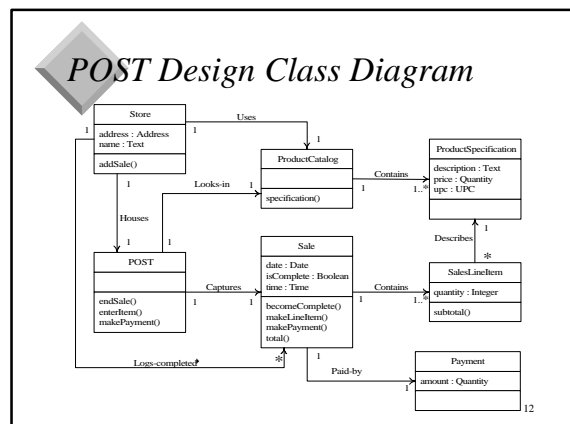 POST Design Class Diagram
Store
address : Address
name : Text
addSale()
1
1
Uses
1
ProductCatalog
specification()
ProductSpecification
description : Text
price : Quantity
upc : UPC
Contains
1
1..*
Looks-in
1
1
1
Houses
1
POST
endSale()
enterItem()
makePayment()
Captures
1
1
Sale
date : Date
isComplete : Boolean
time : Time
becomeComplete()
makeLineItem()
makePayment()
total()
Contains
1
1..*
1
Describes
*
SalesLineItem
quantity : Integer
subtotal()
Logs-completed*
*
1
Paid-by
1
Payment
amount : Quantity
12